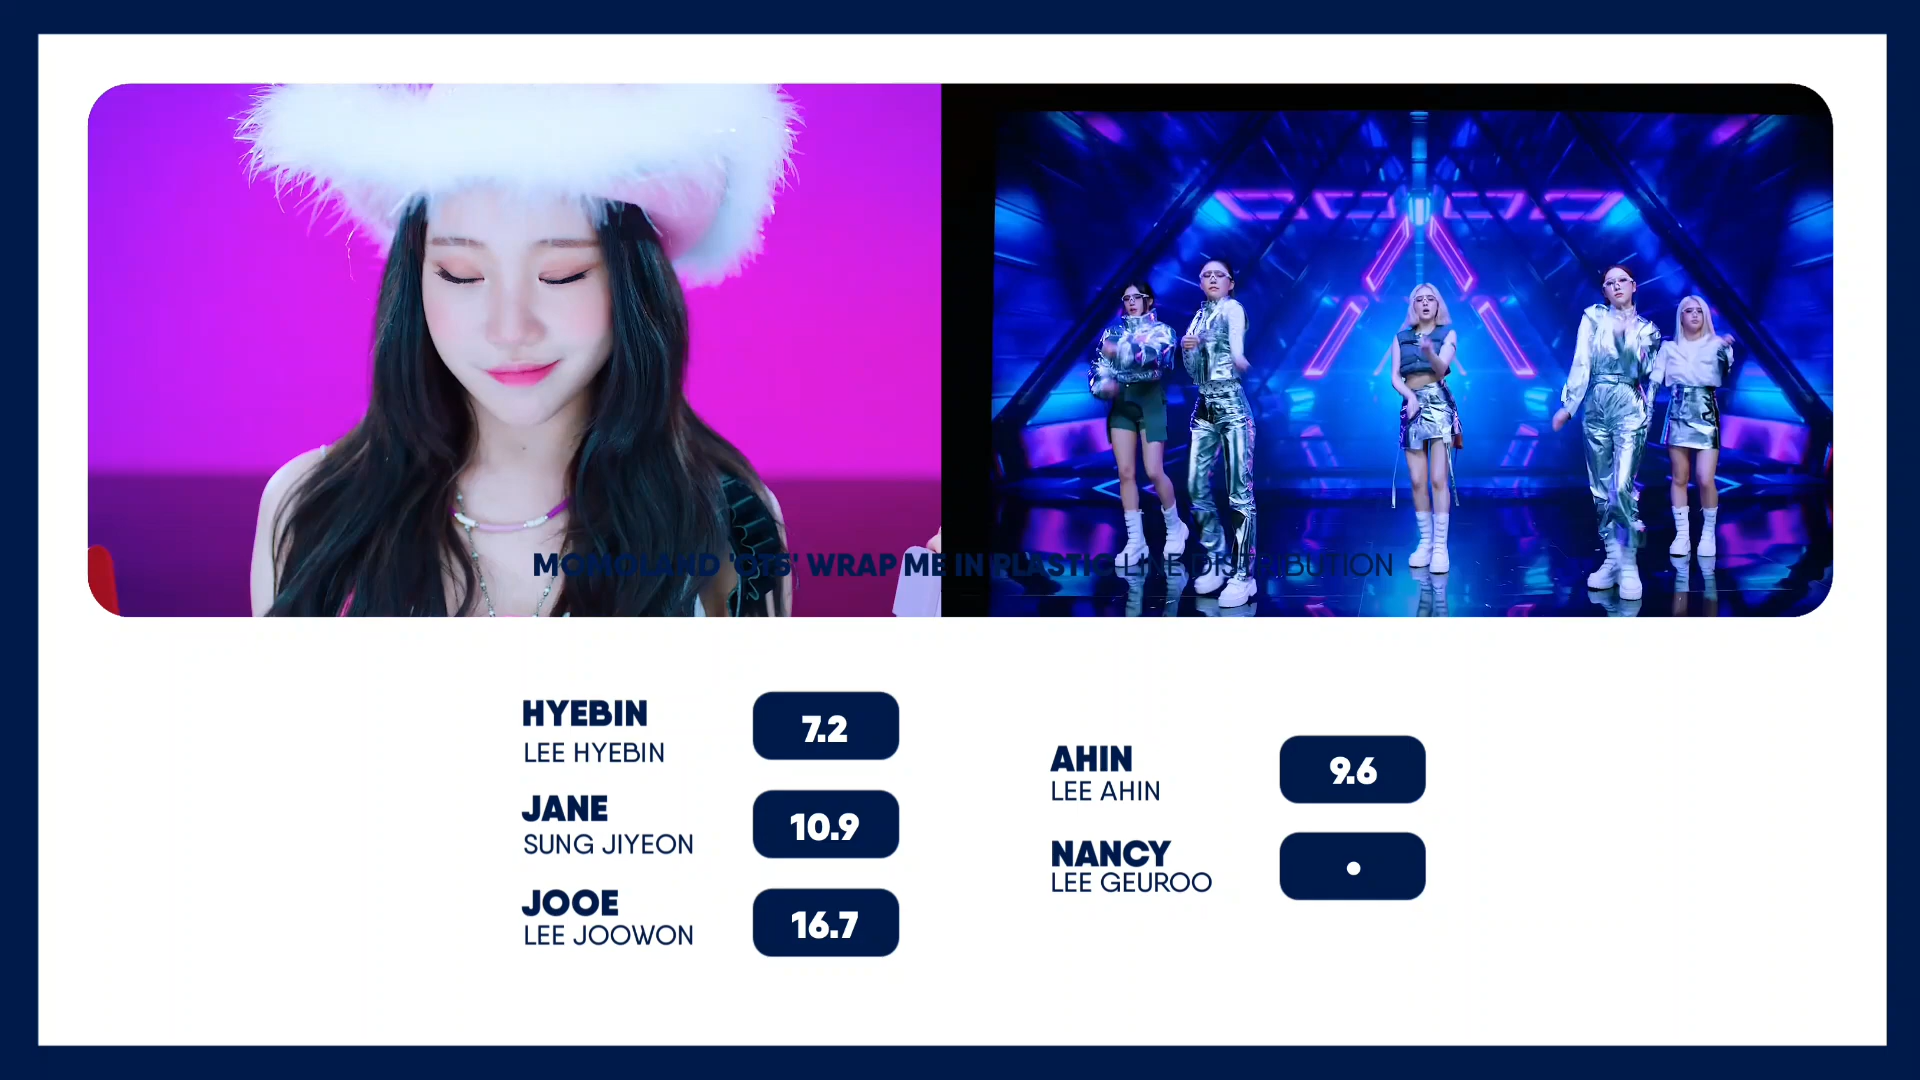 MOMOLAND 'OT5' WRAP ME IN PLASTIC LINE DISTRIBUTION
HYEBIN
LEE HYEBIN
7.2
JANE
SUNG JIYEON
10.9
JOOE
LEE JOOWON
16.7
AHIN
LEE AHIN
9.6
NANCY
LEE GEUROO
•